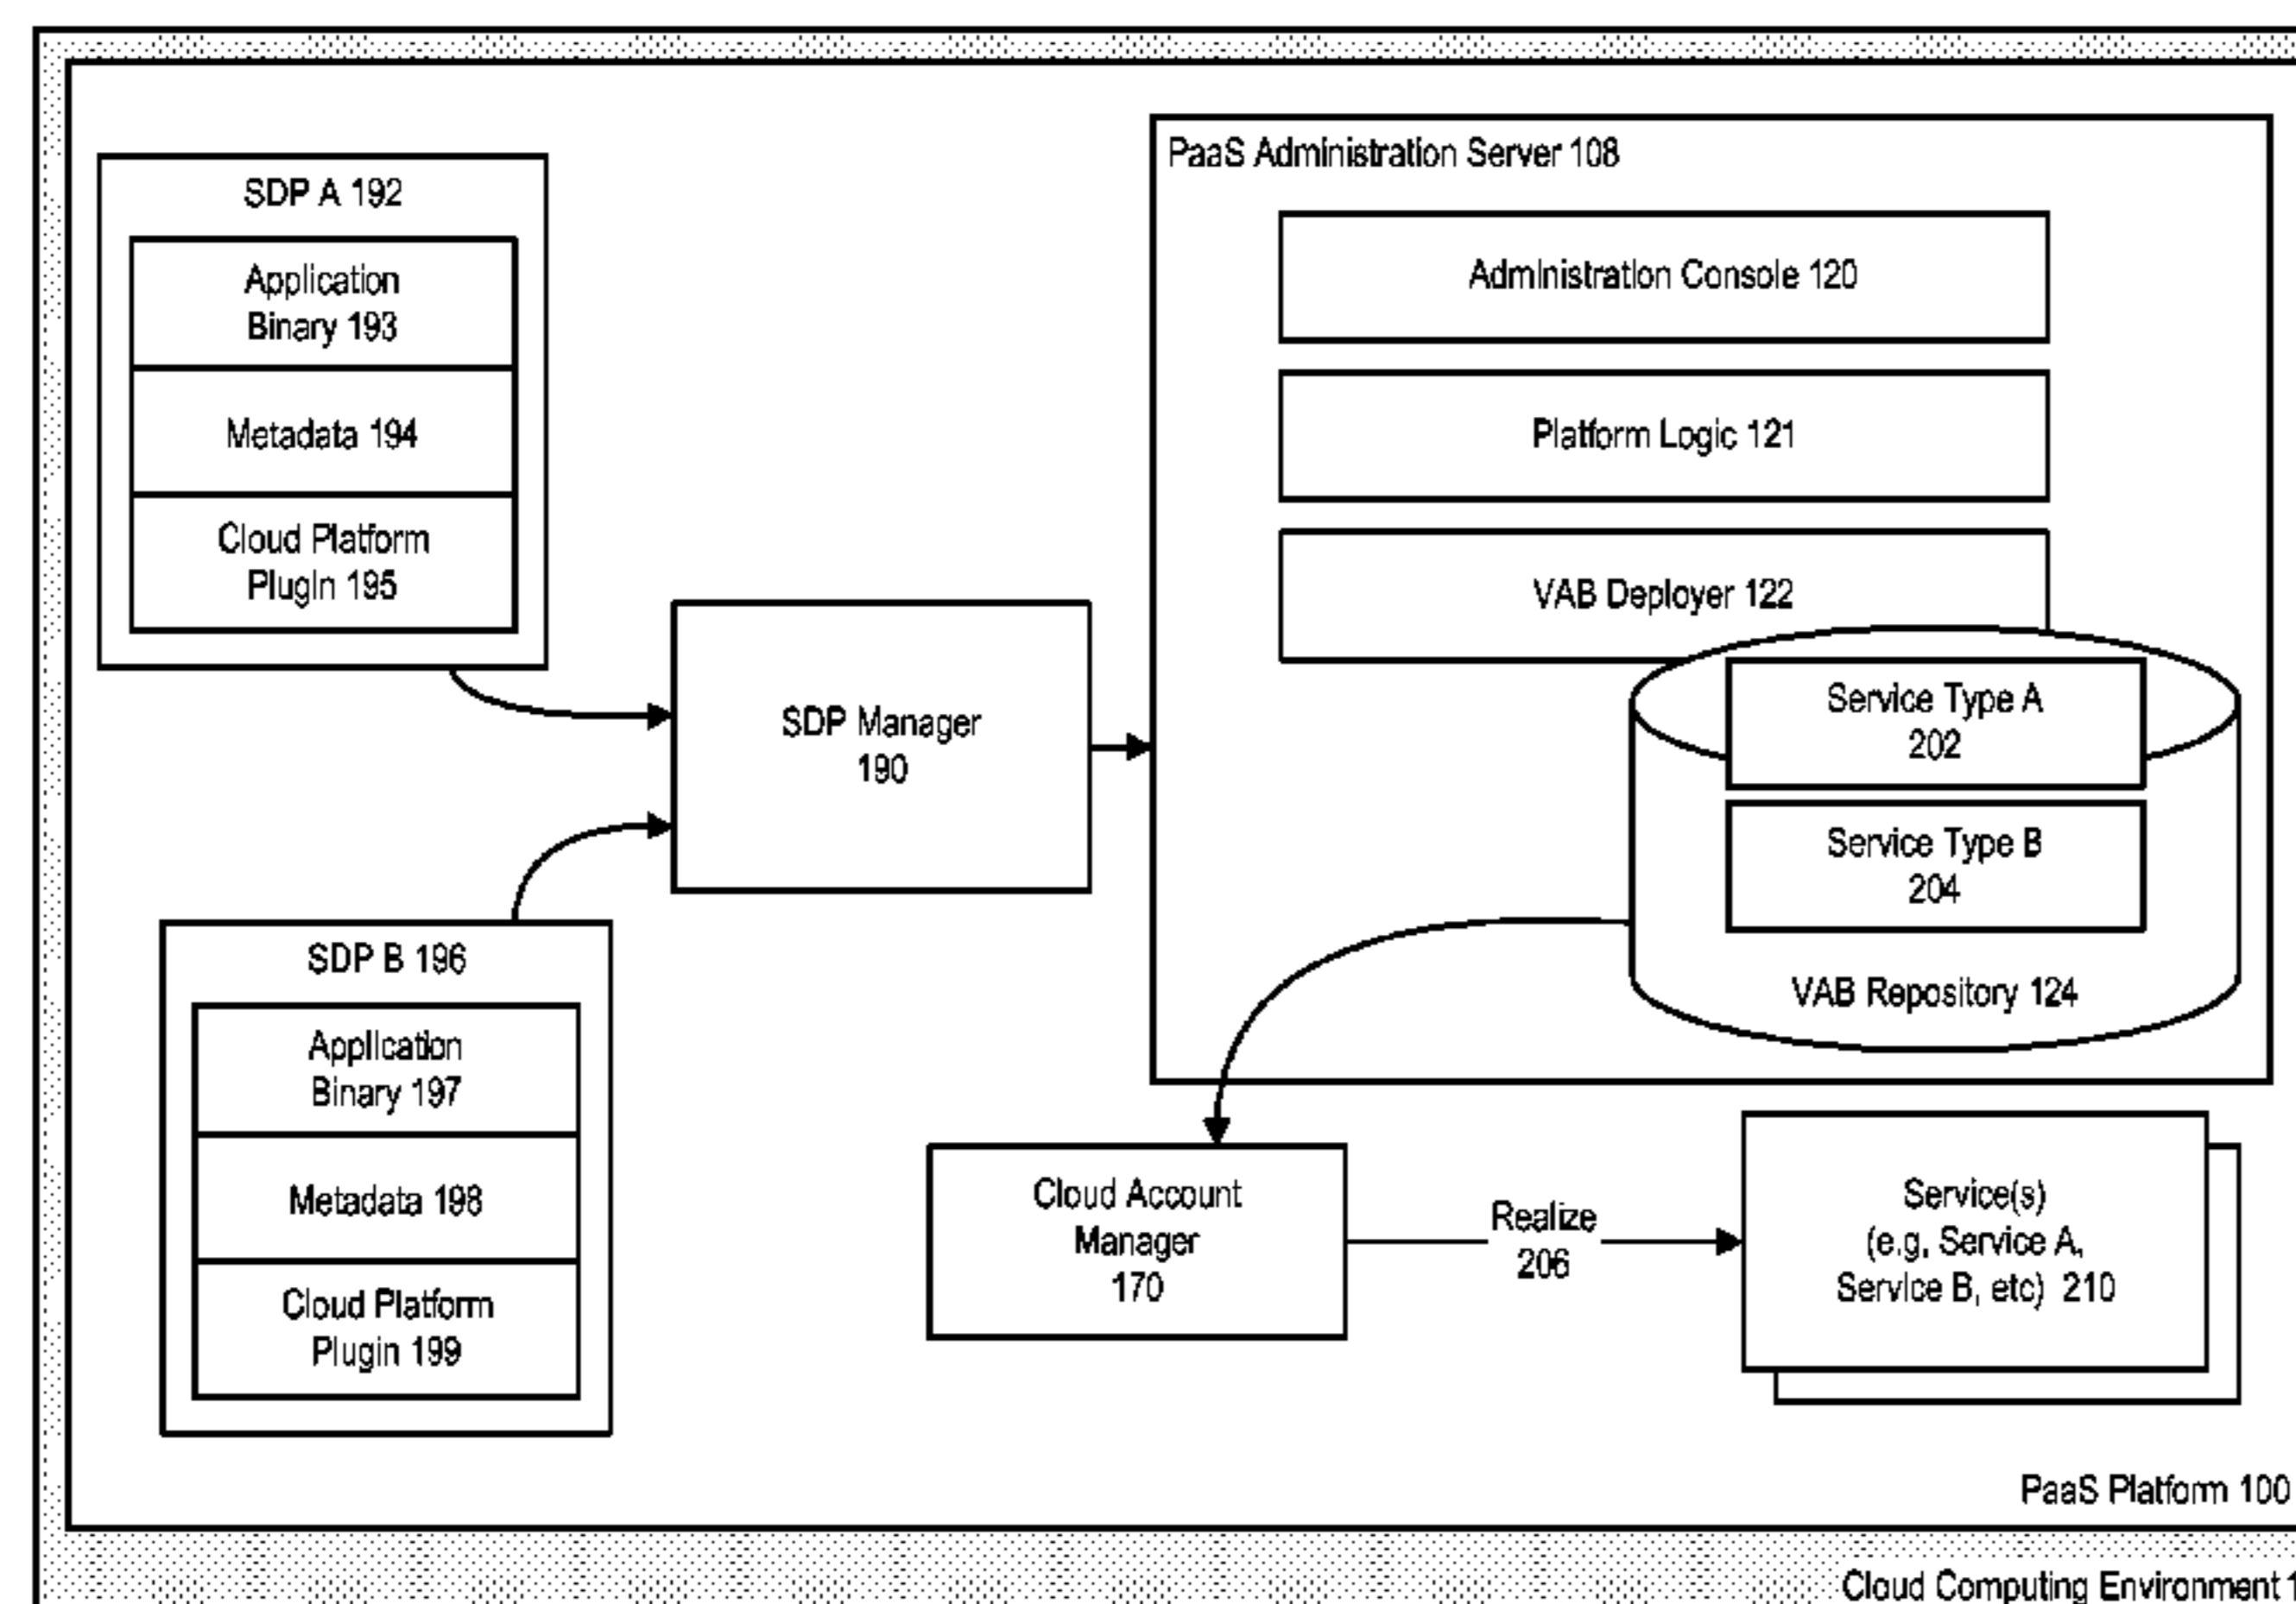 PaaS Administration Server 108
SDP A 192
Application
Binary 193
Metadata 194
Cloud Platform
Plugin 195
Administration Console 120
Platform Logic 121
VAB Deployer 122
SDP Manager
190
Service Type A
202
Service Type B
204
VAB Repository 124
SDP B 196
Application
Binary 197
Metadata 198
Cloud Platform
Plugin 199
Cloud Account
Manager
170
Realize
206
Service(s)
(e.g, Service A,
Service B, etc) 210
PaaS Platform 100
Cloud Computing Environment